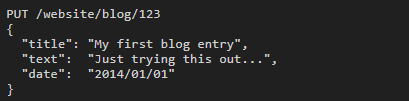 PUT /website/blog/123
{
  "title": "My first blog entry",
  "text":  "Just trying this out...",
  "date":  "2014/01/01"
}